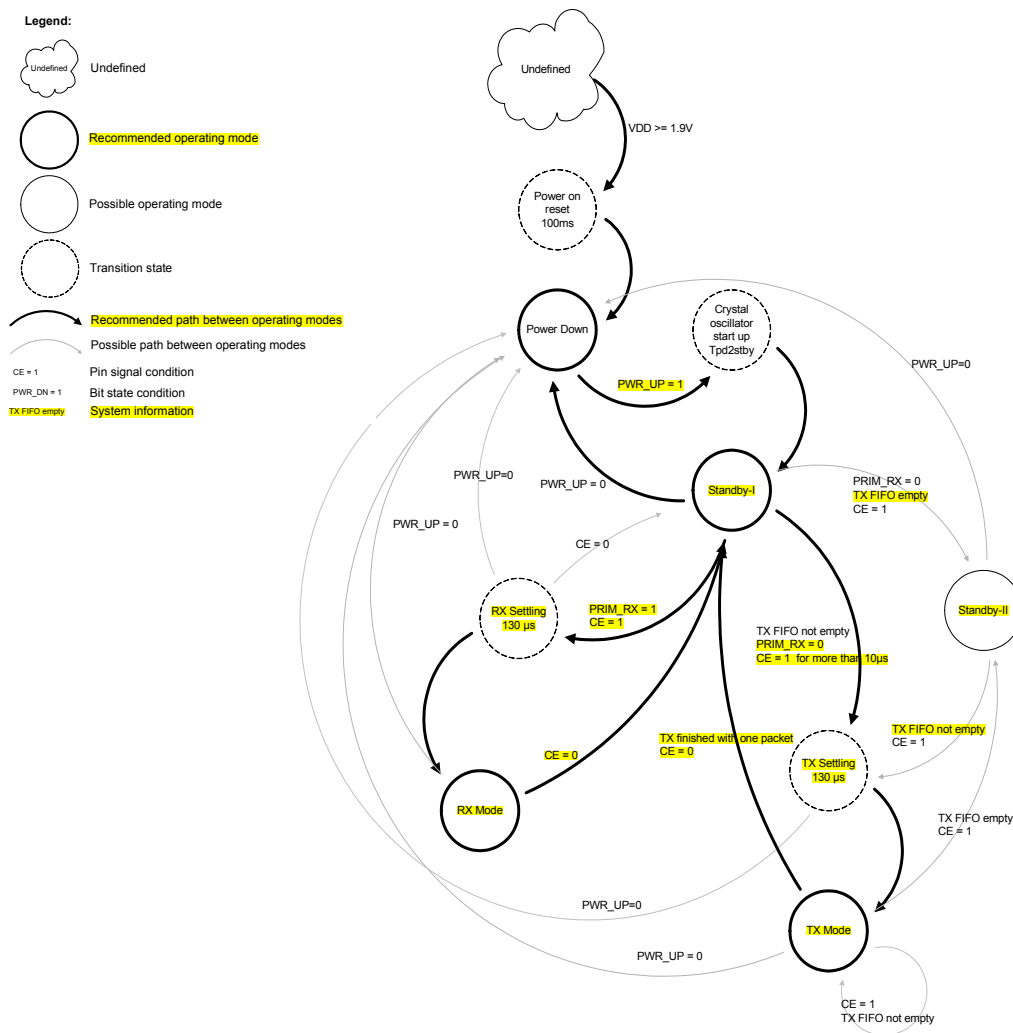 Legend:
Undefined
Undefined
Recommended operating mode
Possible operating mode
Transition state
Recommended path between operating modes
Possible path between operating modes
CE = 1
Pin signal condition
PWR_DN = 1
Bit state condition
TX FIFO empty
System information
Undefined
VDD >= 1.9V
Power on
reset
100ms
Power Down
Crystal
oscillator
start up
Tpd2stby
PWR_UP=0
PWR_UP = 1
PWR_UP=0
PWR_UP = 0
Standby-I
PRIM_RX = 0
TX FIFO empty
CE = 1
PWR_UP = 0
CE = 0
RX Settling
130 µs
PRIM_RX = 1
CE = 1
Standby-II
TX FIFO not empty
PRIM_RX = 0
CE = 1 for more than 10µs
TX FIFO not empty
CE = 1
TX finished with one packet
CE = 0
CE = 0
TX Settling
130 µs
RX Mode
TX FIFO empty
CE = 1
PWR_UP=0
TX Mode
PWR_UP = 0
CE = 1
TX FIFO not empty